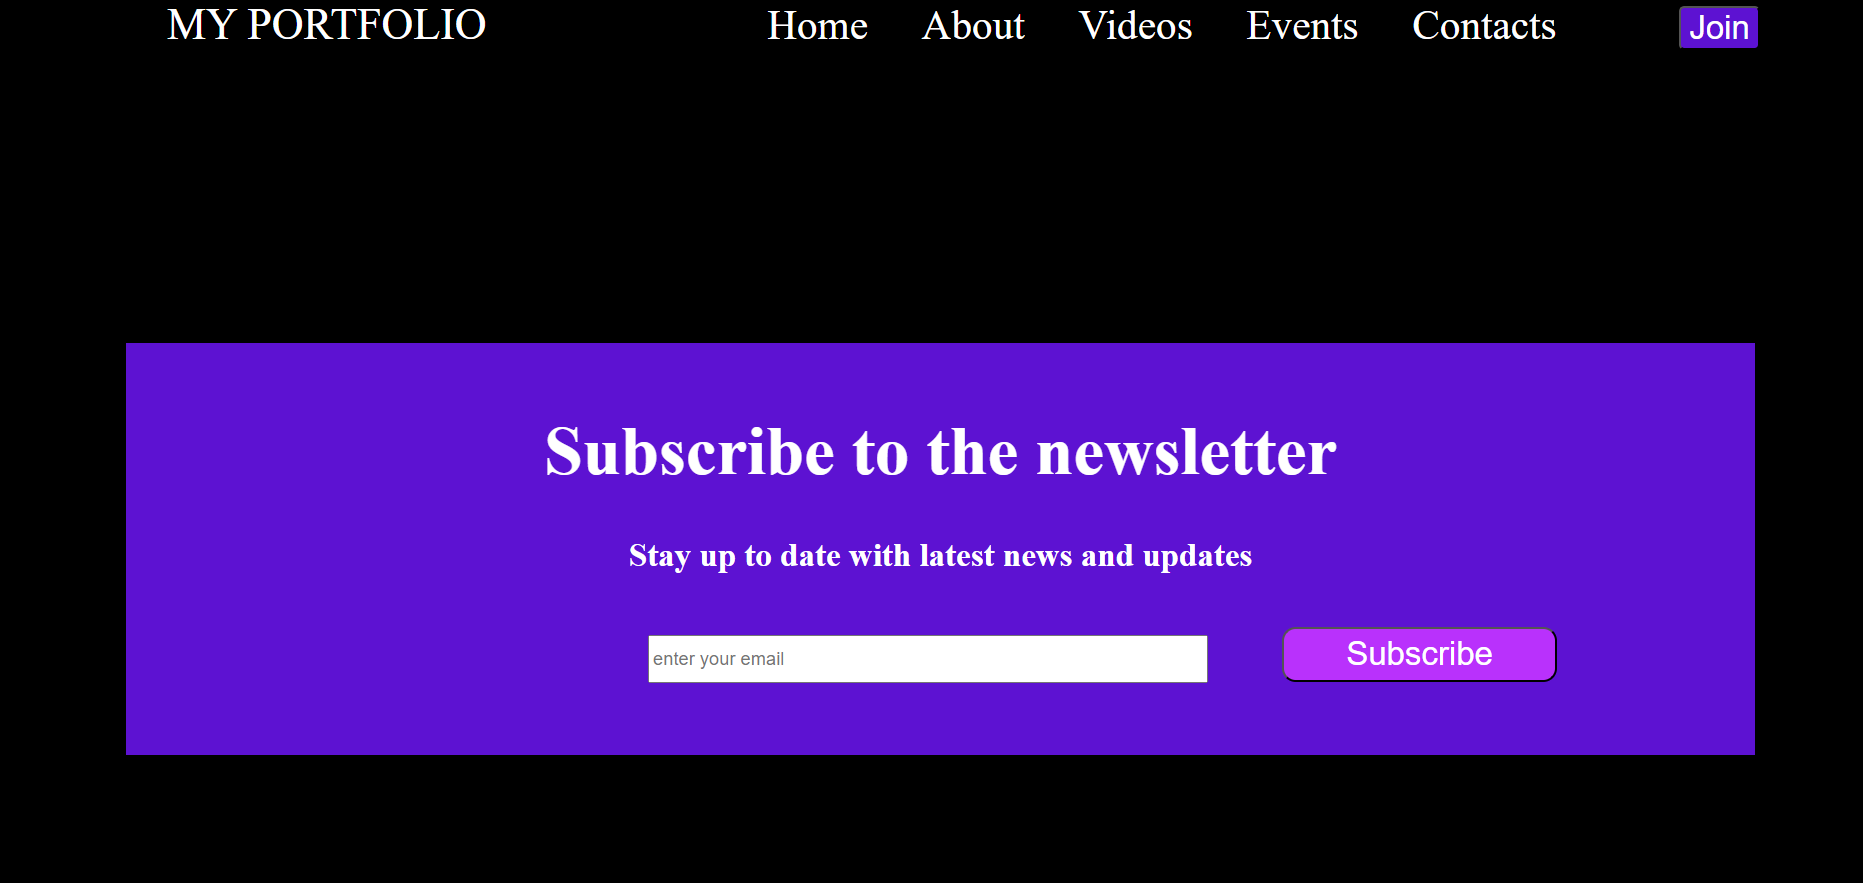 MY PORTFOLIO Home About Videos Events Contacts Join
Subscribe to the newsletter
Stay up to date with latest news and updates
enter your email Subscribe